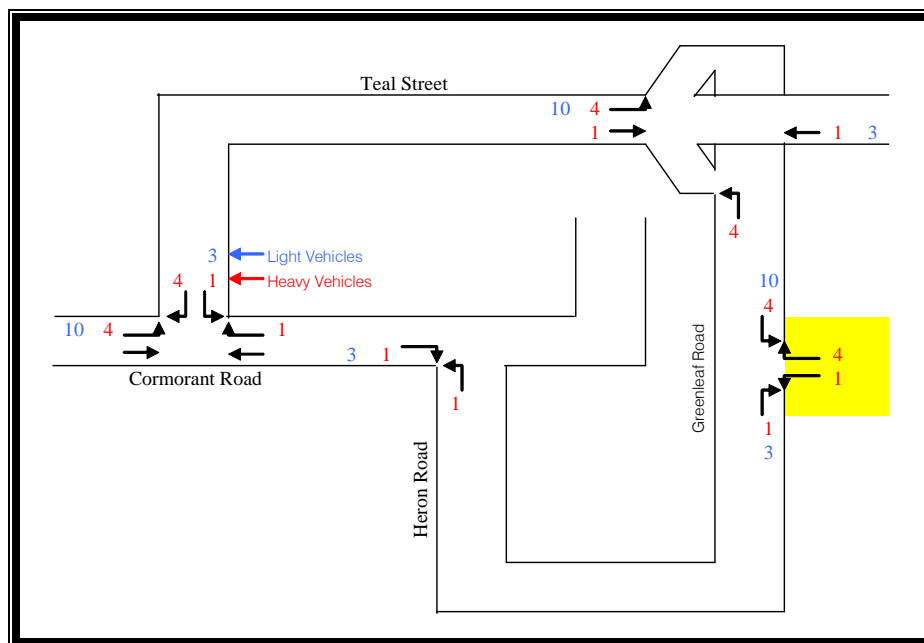 Teal Street
10 4
1
1 3
4
3 Light Vehicles
1 Heavy Vehicles
4
10
4
10 4
1
3 1
4
1
Cormorant Road
1
1
3
Greenleaf Road
Heron Road